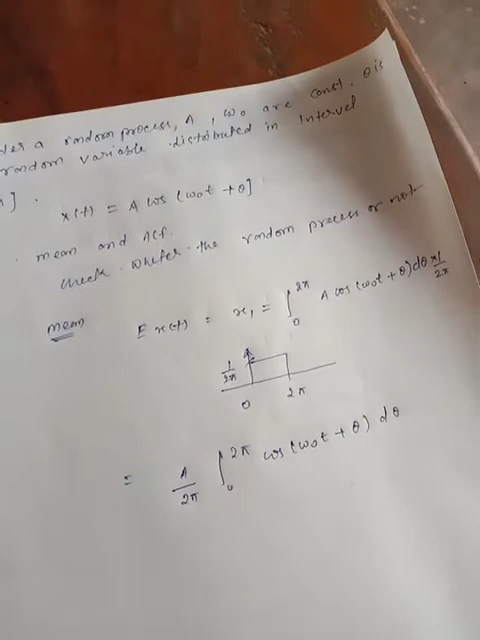 a random process, A, ω₀ are const. θ is
random variable distributed in Interval
].
x(t) = A cos (ω₀t + θ]
mean and ACF.
check the random process or not
mean E x(t) = x₁ = ∫₀^2π A cos (ω₀t + θ) dθ × 1/2π
1/2π
0 2π
= A/2π ∫₀^2π cos (ω₀t + θ) dθ